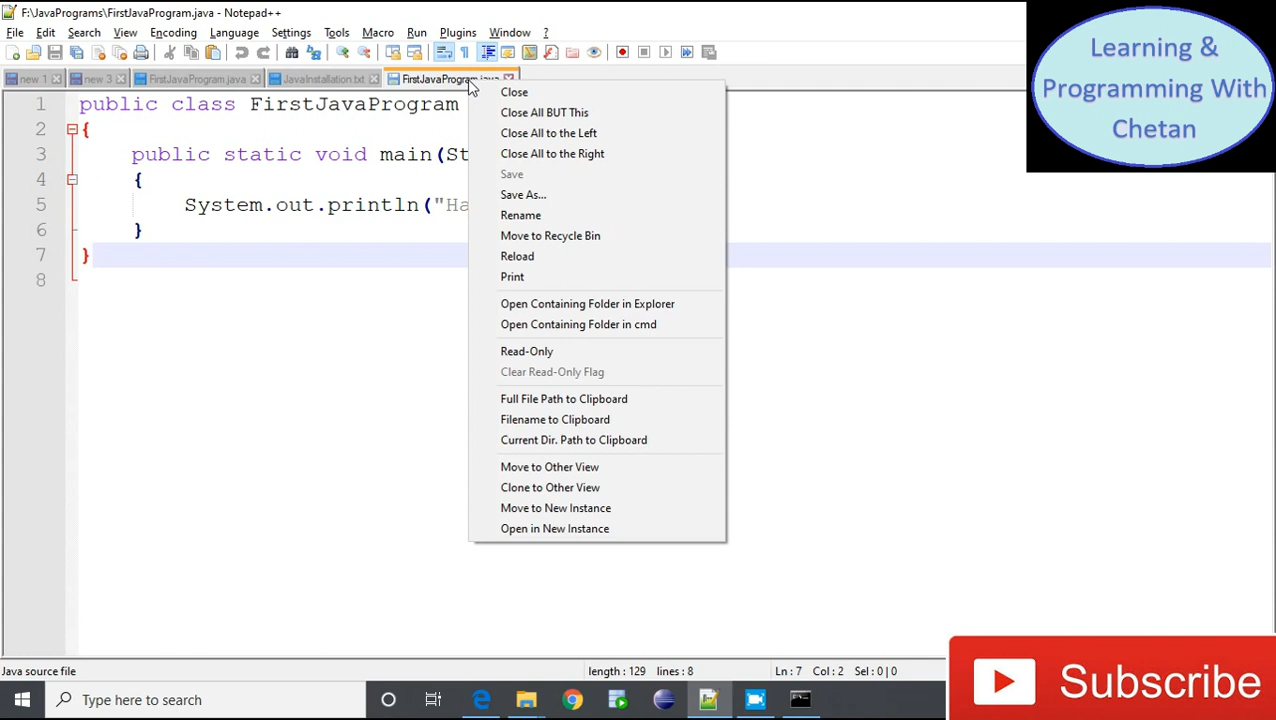 F:\JavaPrograms\FirstJavaProgram.java - Notepad++
File Edit Search View Encoding Language Settings Tools Macro Run Plugins Window ?
new 1 new 3 FirstJavaProgram.java JavaInstallation.txt FirstJavaProgram.java
1 public class FirstJavaProgram
2 {
3 public static void main(St
4 {
5 System.out.println("Ha
6 }
7 }
8
Close
Close All BUT This
Close All to the Left
Close All to the Right
Save
Save As...
Rename
Move to Recycle Bin
Reload
Print
Open Containing Folder in Explorer
Open Containing Folder in cmd
Read-Only
Clear Read-Only Flag
Full File Path to Clipboard
Filename to Clipboard
Current Dir. Path to Clipboard
Move to Other View
Clone to Other View
Move to New Instance
Open in New Instance
Learning &
Programming With
Chetan
Java source file length : 129 lines : 8 Ln : 7 Col : 2 Sel : 0 | 0
Type here to search
Subscribe